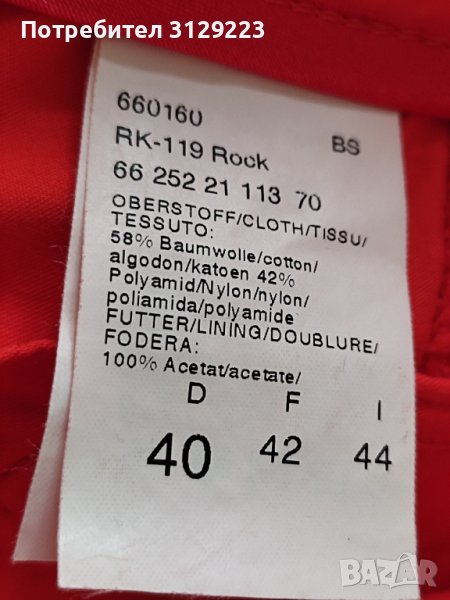 Потребител 3129223
660160
BS
RK-119 Rock
66 252 21 113 70
OBERSTOFF/CLOTH/TISSU/
TESSUTO:
58% Baumwolle/cotton/
algodon/katoen 42%
Polyamid/Nylon/nylon/
poliamida/polyamide
FUTTER/LINING/DOUBLURE/
FODERA:
100% Acetat/acetate/
D F I
40 42 44
BAZAR